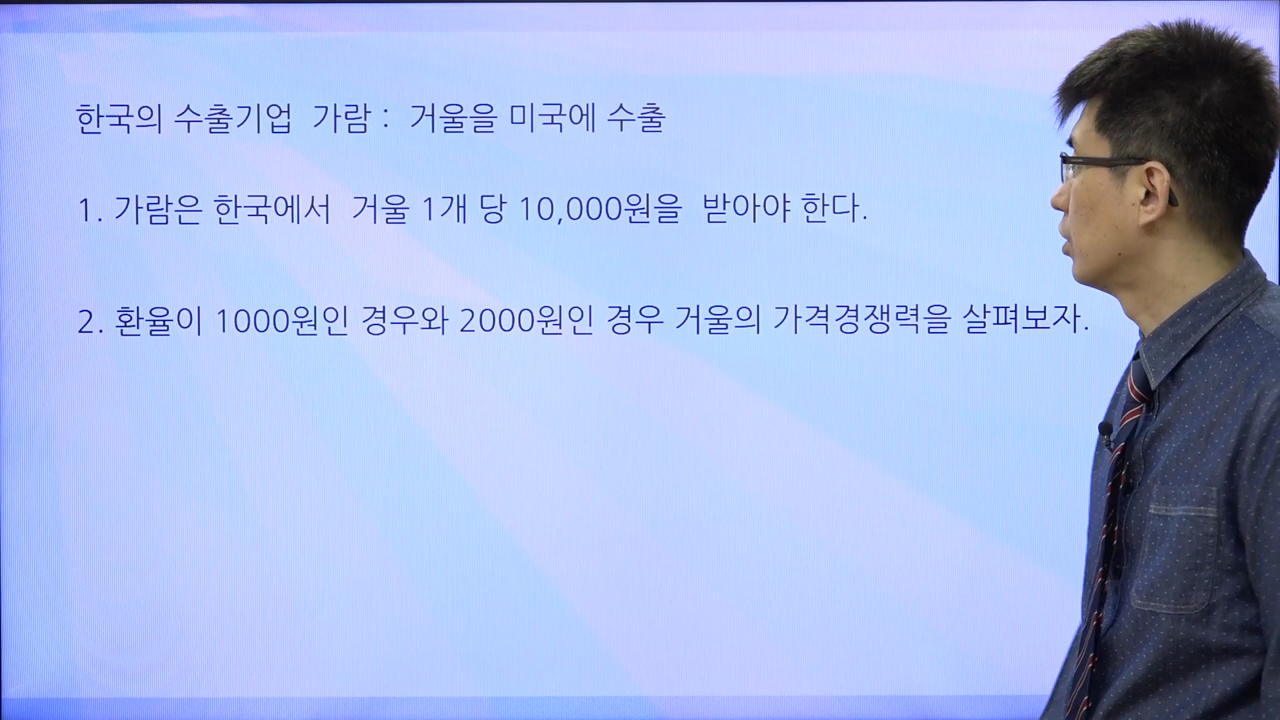 한국의 수출기업 가람 : 거울을 미국에 수출
1. 가람은 한국에서 거울 1개 당 10,000원을 받아야 한다.
2. 환율이 1000원인 경우와 2000원인 경우 거울의 가격경쟁력을 살펴보자.